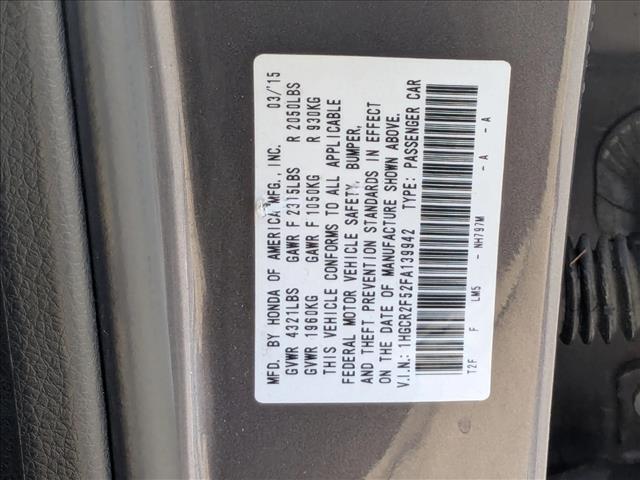 MFD. BY HONDA OF AMERICA MFG., INC. 03/'15
GVWR 4321LBS GAWR F 2315LBS R 2050LBS
GVWR 1960KG GAWR F 1050KG R 930KG
THIS VEHICLE CONFORMS TO ALL APPLICABLE
FEDERAL MOTOR VEHICLE SAFETY, BUMPER,
AND THEFT PREVENTION STANDARDS IN EFFECT
ON THE DATE OF MANUFACTURE SHOWN ABOVE.
V.I.N.: 1HGCR2F52FA139942 TYPE: PASSENGER CAR
T2F F LM5 - NH797M - A - A